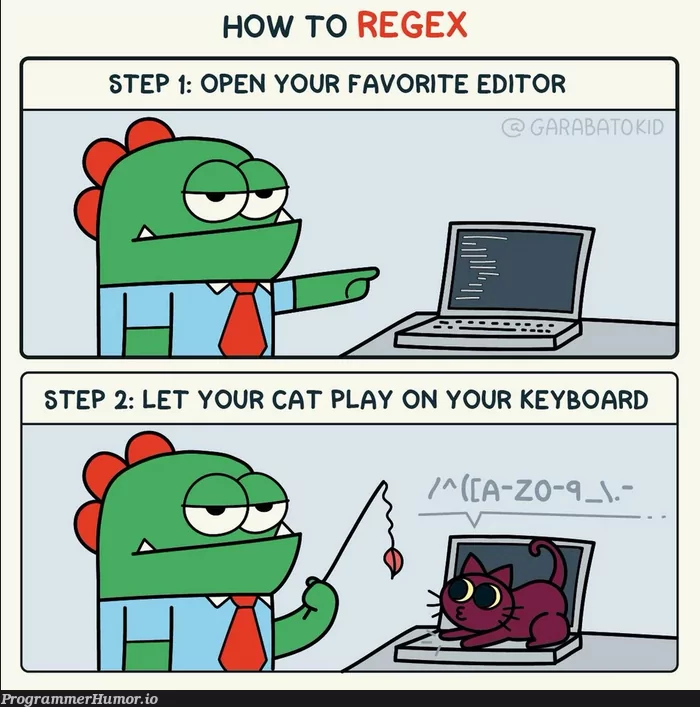 HOW TO REGEX
STEP 1: OPEN YOUR FAVORITE EDITOR
@GARABATOKID
STEP 2: LET YOUR CAT PLAY ON YOUR KEYBOARD
/^([A-Z0-9_\.-
ProgrammerHumor.io